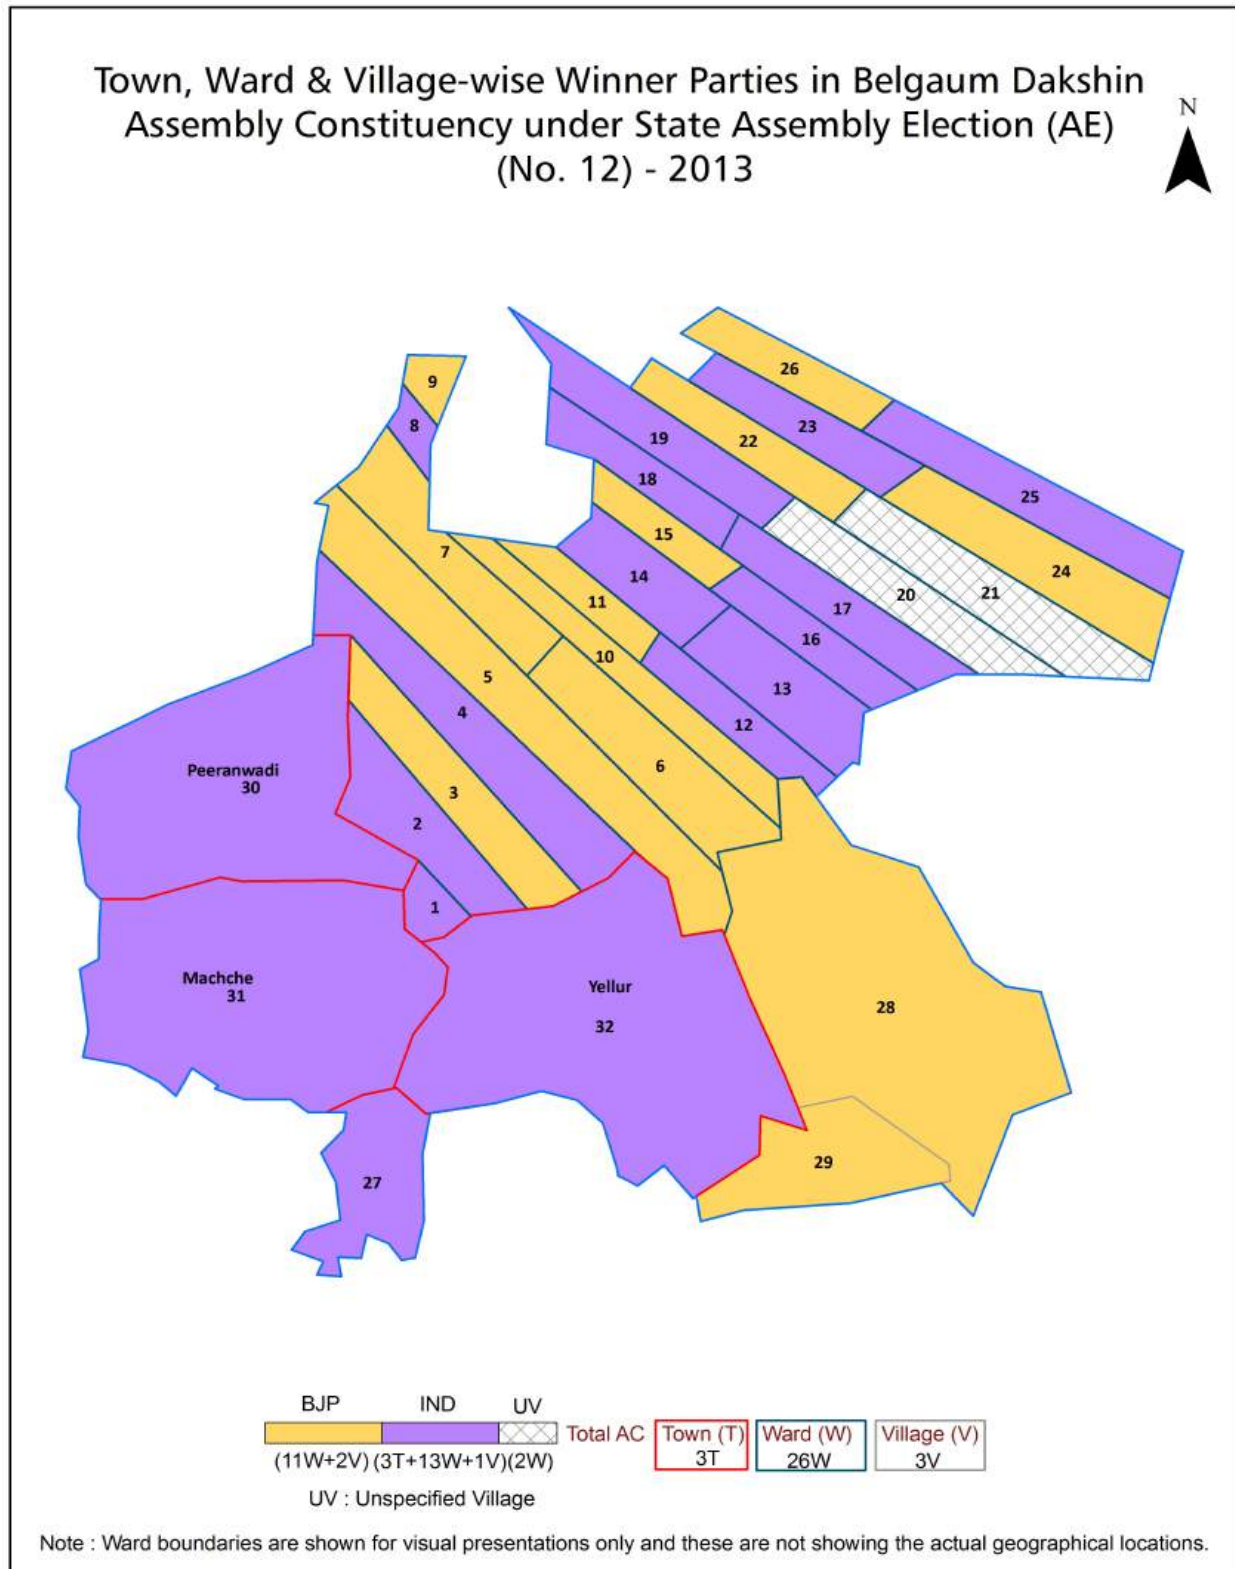 Town, Ward & Village-wise Winner Parties in Belgaum Dakshin
Assembly Constituency under State Assembly Election (AE)
(No. 12) - 2013
N
26
9
23
8
22
19
25
18
15
7
24
14
21
20
11
17
16
10
5
13
4
12
6
Peeranwadi
30
3
2
1
Machche
31
Yellur
32
28
29
27
BJP IND UV
Total AC Town (T) Ward (W) Village (V)
3T 26W 3V
(11W+2V) (3T+13W+1V)(2W)
UV : Unspecified Village
Note : Ward boundaries are shown for visual presentations only and these are not showing the actual geographical locations.